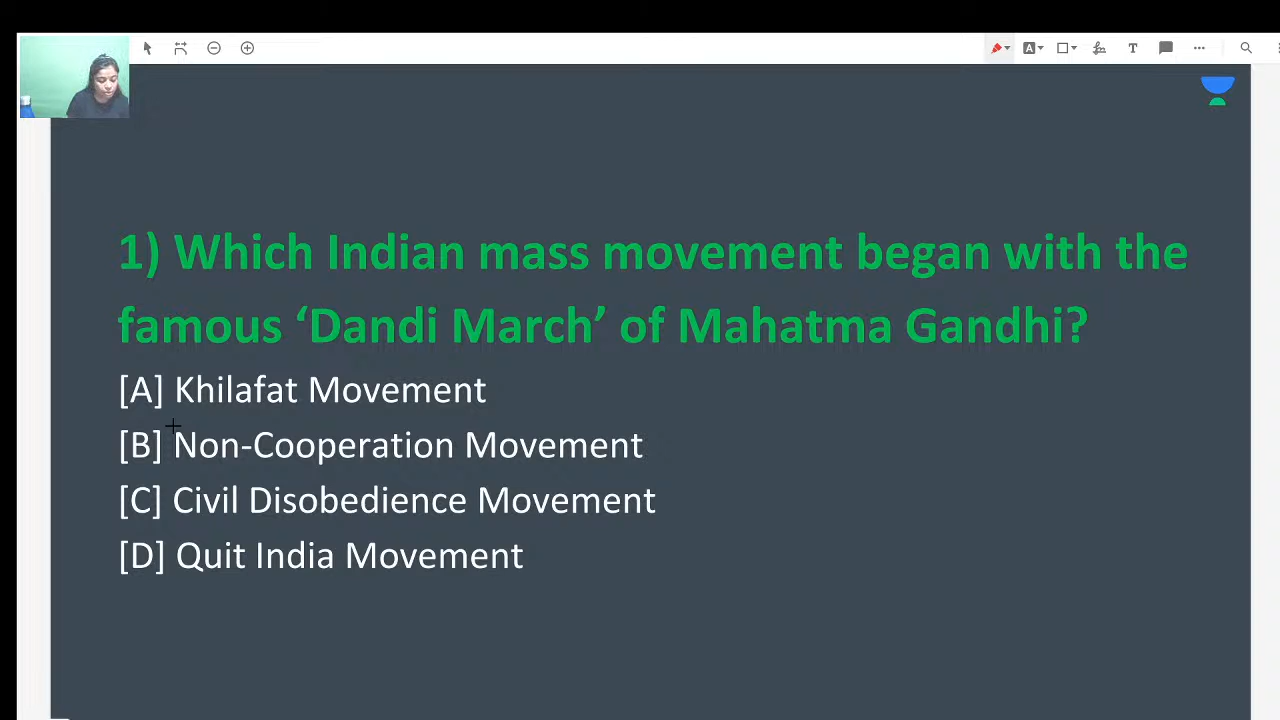 1) Which Indian mass movement began with the
famous ‘Dandi March’ of Mahatma Gandhi?
[A] Khilafat Movement
[B] Non-Cooperation Movement
[C] Civil Disobedience Movement
[D] Quit India Movement